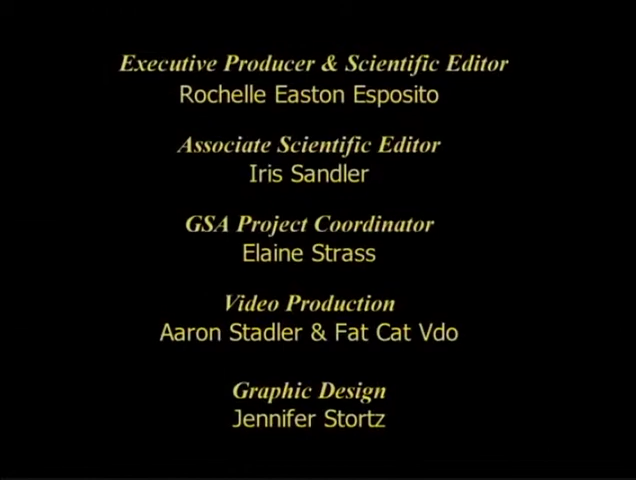 Executive Producer & Scientific Editor
Rochelle Easton Esposito
Associate Scientific Editor
Iris Sandler
GSA Project Coordinator
Elaine Strass
Video Production
Aaron Stadler & Fat Cat Vdo
Graphic Design
Jennifer Stortz